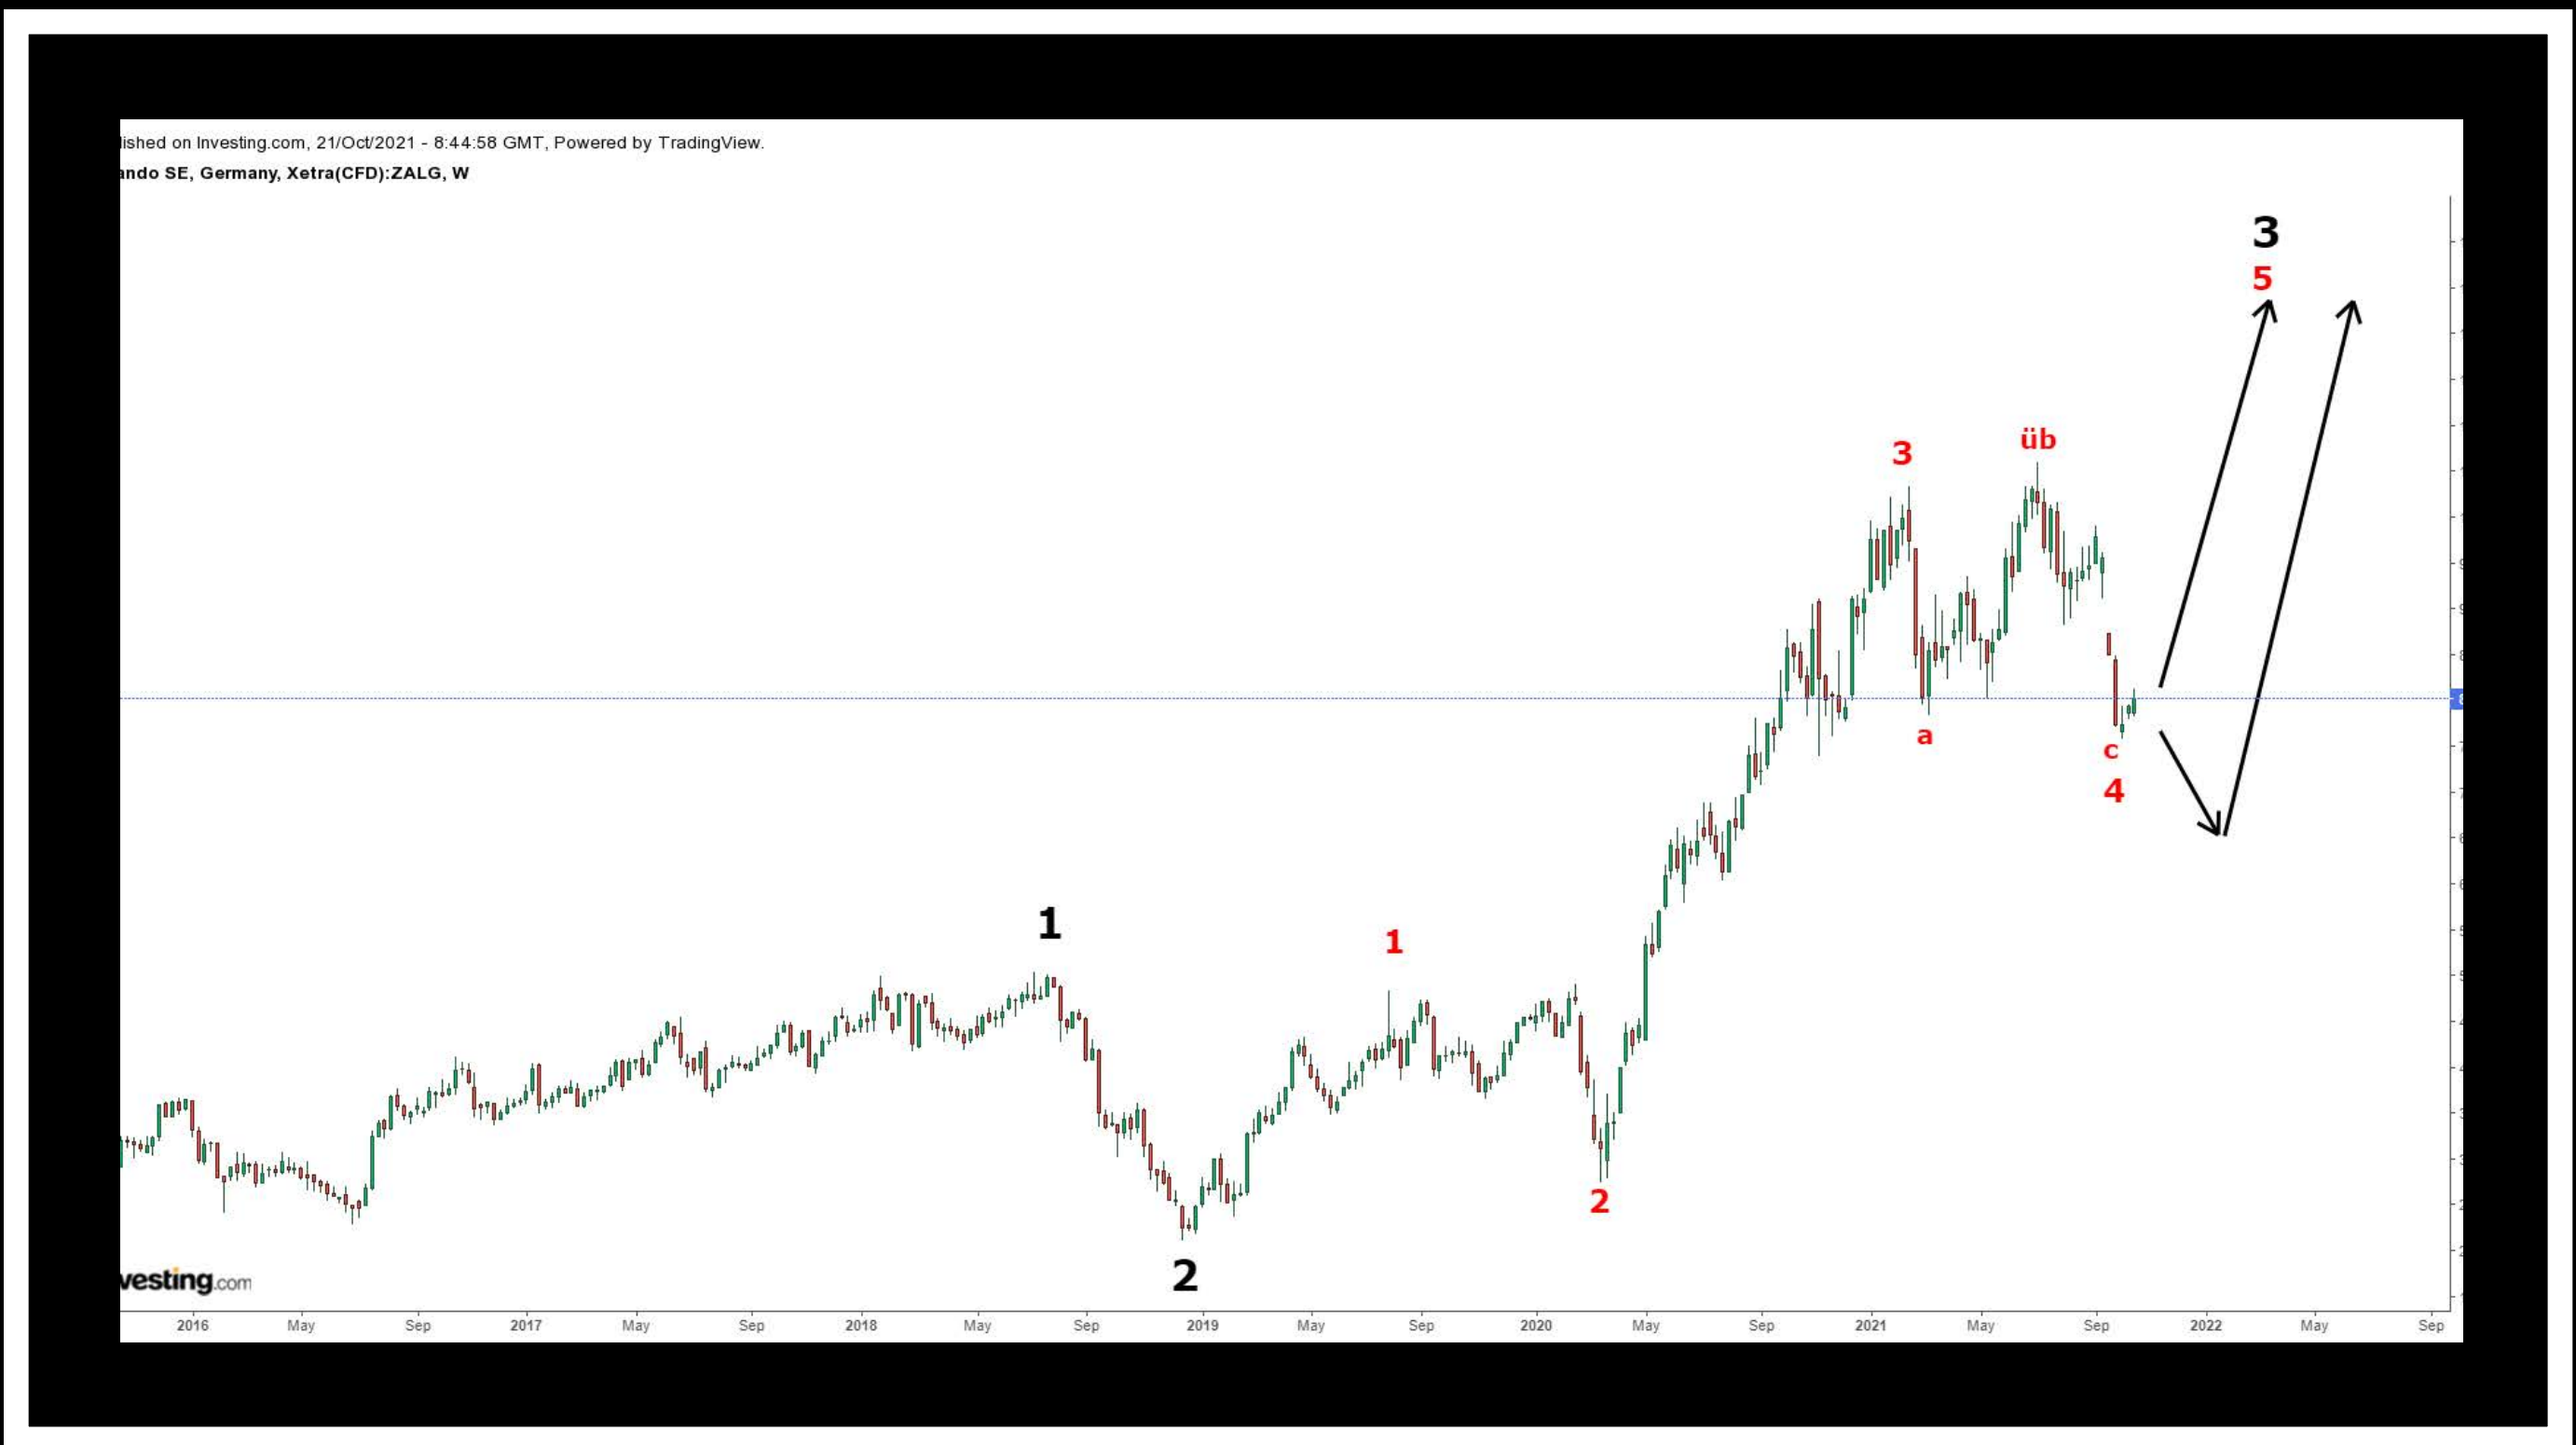 lished on Investing.com, 21/Oct/2021 - 8:44:58 GMT, Powered by TradingView.
ando SE, Germany, Xetra(CFD):ZALG, W
3
5
3
üb
a
c
4
1
1
2
2
vesting.com
2016 May Sep 2017 May Sep 2018 May Sep 2019 May Sep 2020 May Sep 2021 May Sep 2022 May Sep